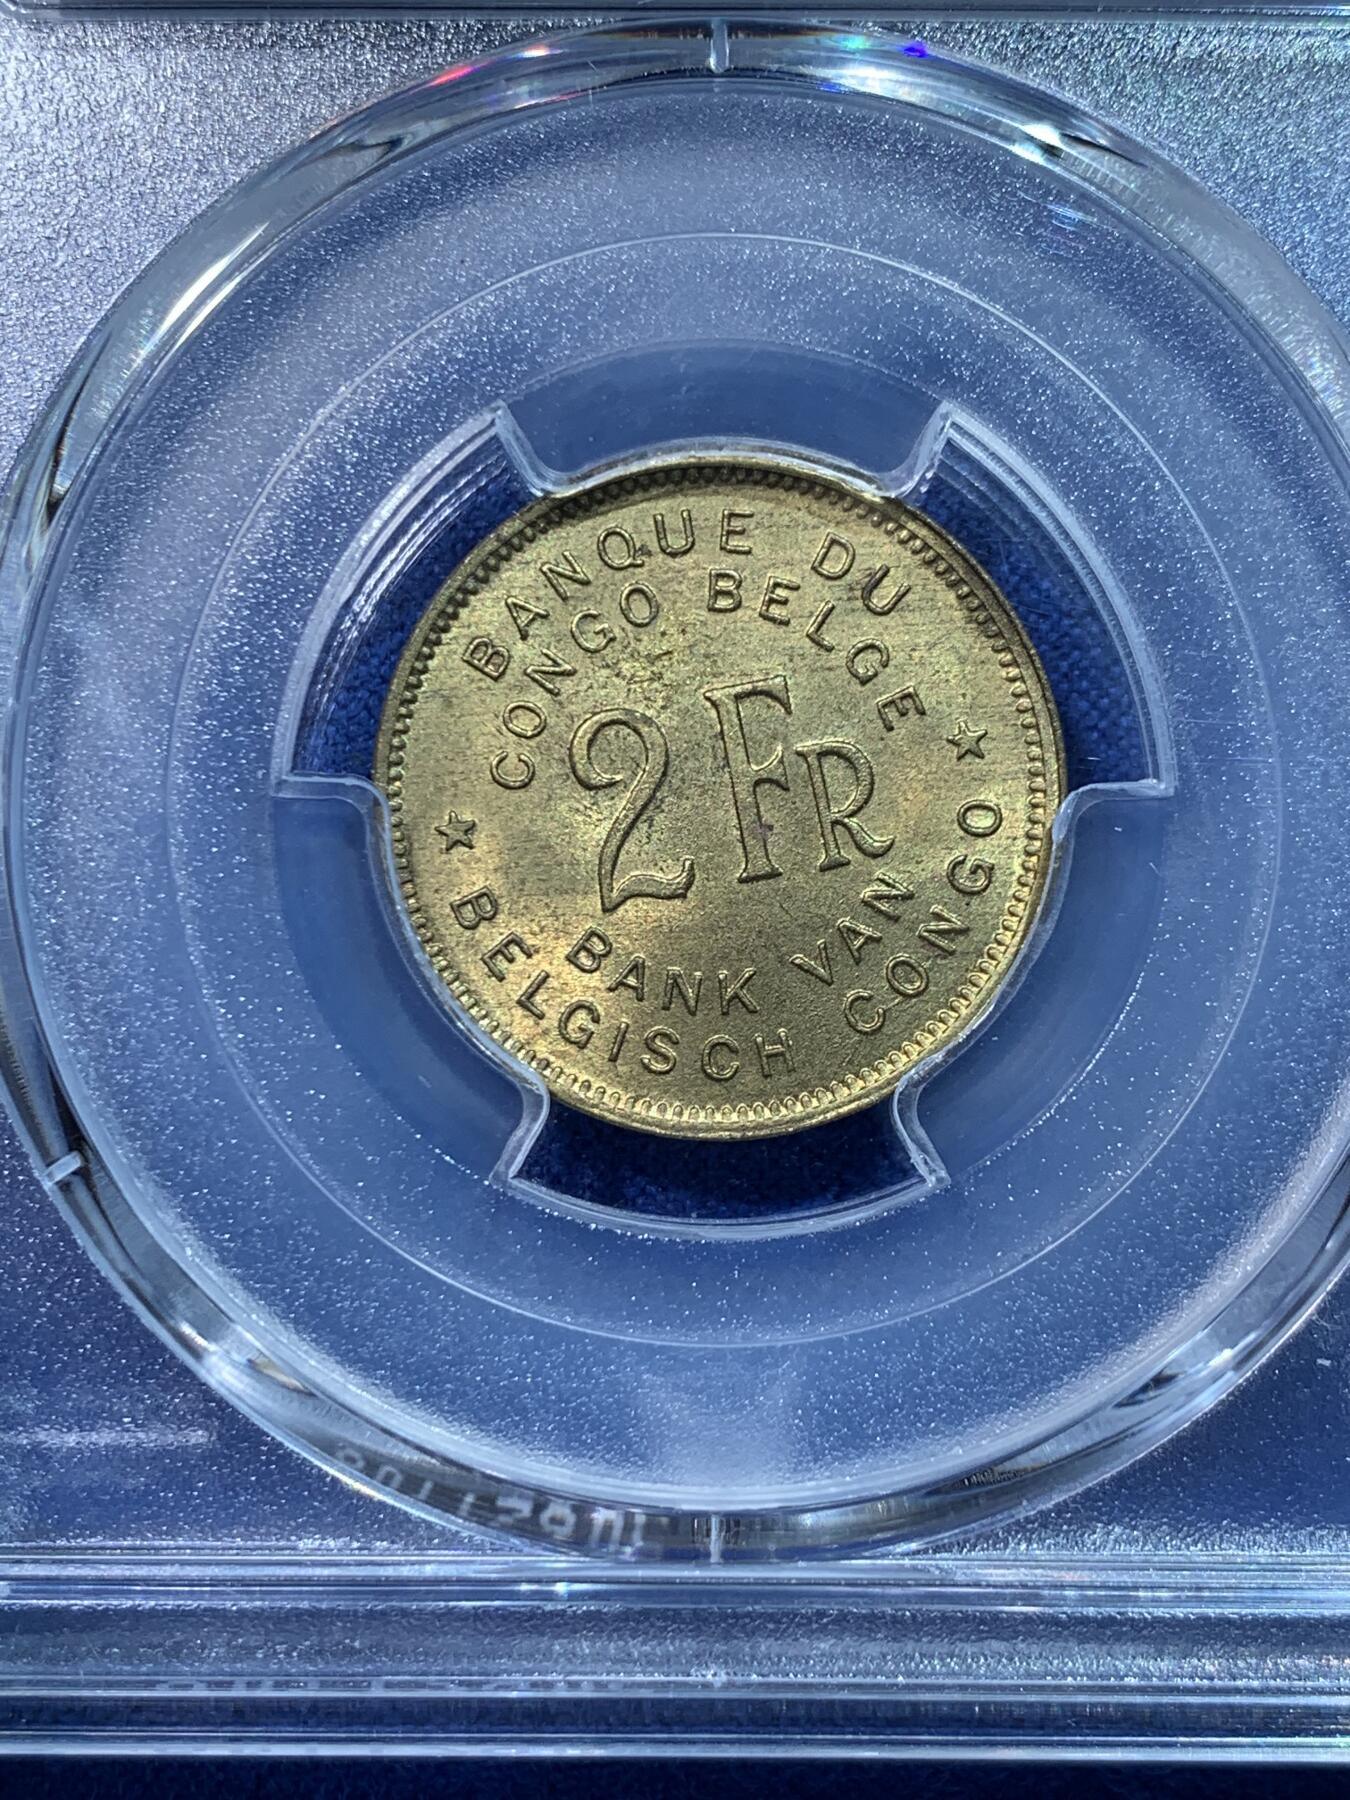 BANQUE DU
CONGO BELGE
2 FR
BANK VAN
BELGISCH CONGO